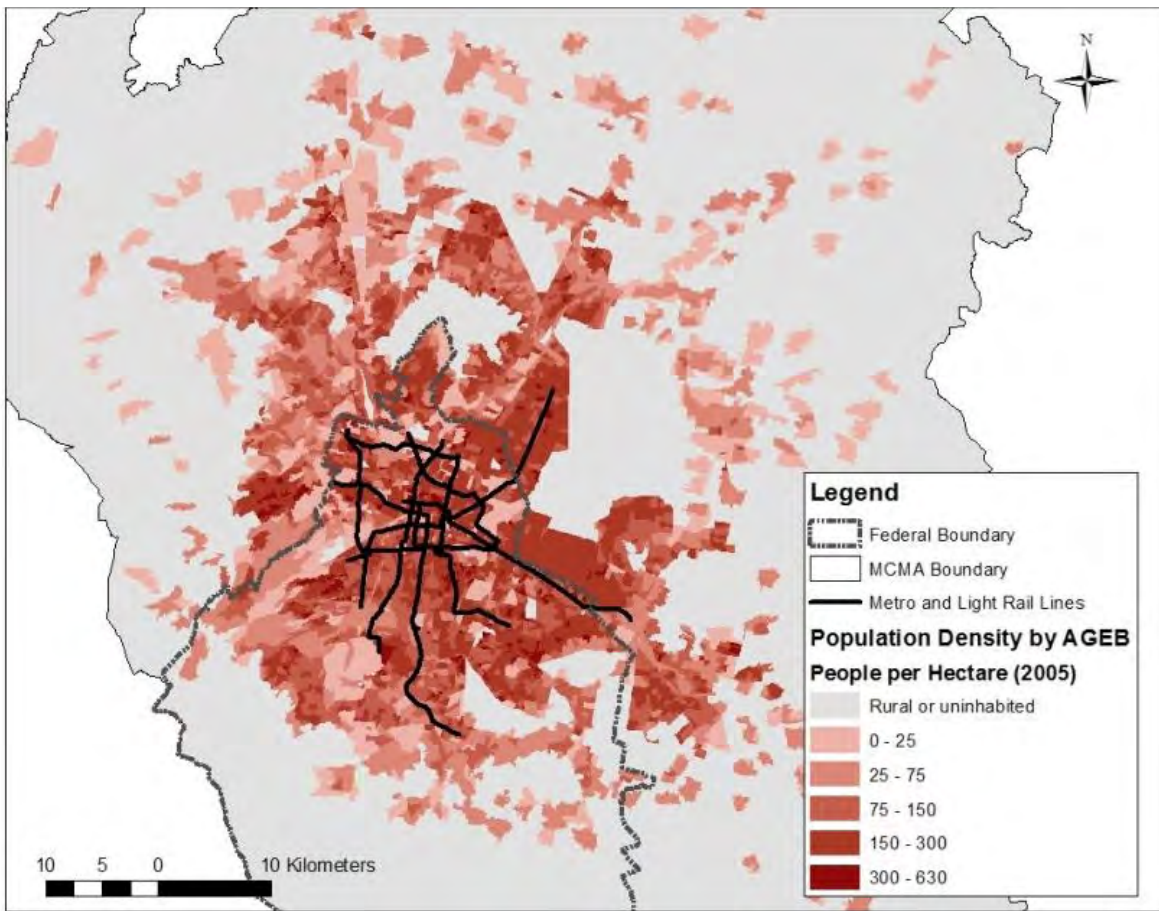 N
Legend
Federal Boundary
MCMA Boundary
Metro and Light Rail Lines
Population Density by AGEB
People per Hectare (2005)
Rural or uninhabited
0 - 25
25 - 75
75 - 150
150 - 300
300 - 630
10 5 0 10 Kilometers